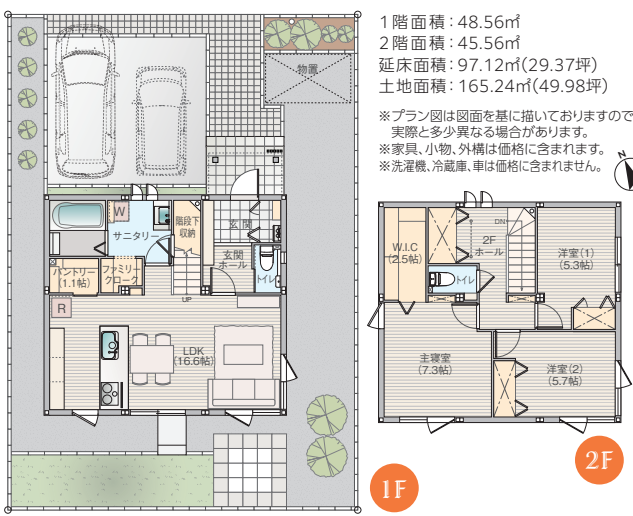 1階面積：48.56㎡
2階面積：45.56㎡
延床面積：97.12㎡(29.37坪)
土地面積：165.24㎡(49.98坪)
※プラン図は図面を基に描いておりますので
実際と多少異なる場合があります。
※家具、小物、外構は価格に含まれます。
※洗濯機、冷蔵庫、車は価格に含まれません。
N
物置
W
サニタリー
階段下
収納
玄関
玄関
ホール
トイレ
パントリー
(1.1帖)
ファミリー
クローク
UP
R
LDK
(16.6帖)
1F
W.I.C
(2.5帖)
DN
2F
ホール
トイレ
洋室(1)
(5.3帖)
主寝室
(7.3帖)
洋室(2)
(5.7帖)
2F